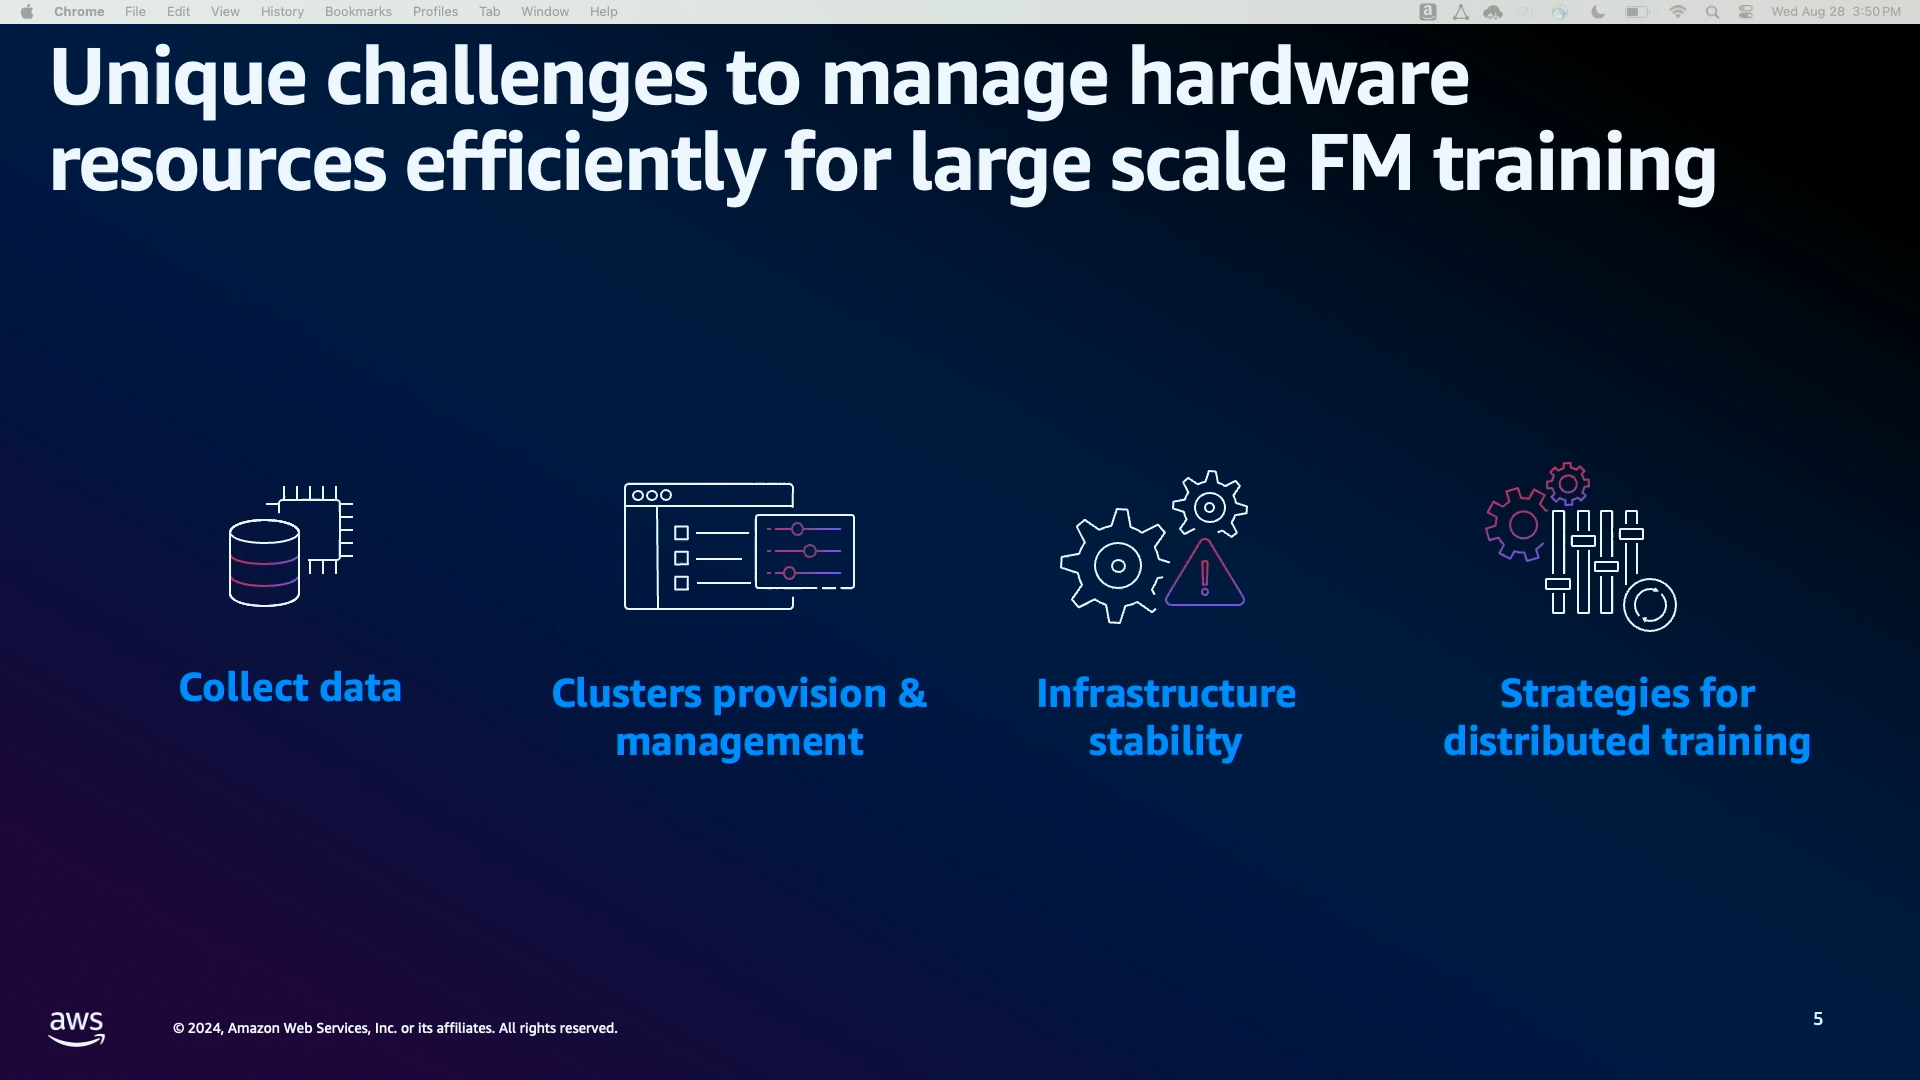 Chrome File Edit View History Bookmarks Profiles Tab Window Help Wed Aug 28 3:50 PM
Unique challenges to manage hardware
resources efficiently for large scale FM training
Collect data
Clusters provision &
management
Infrastructure
stability
Strategies for
distributed training
aws
© 2024, Amazon Web Services, Inc. or its affiliates. All rights reserved.
5